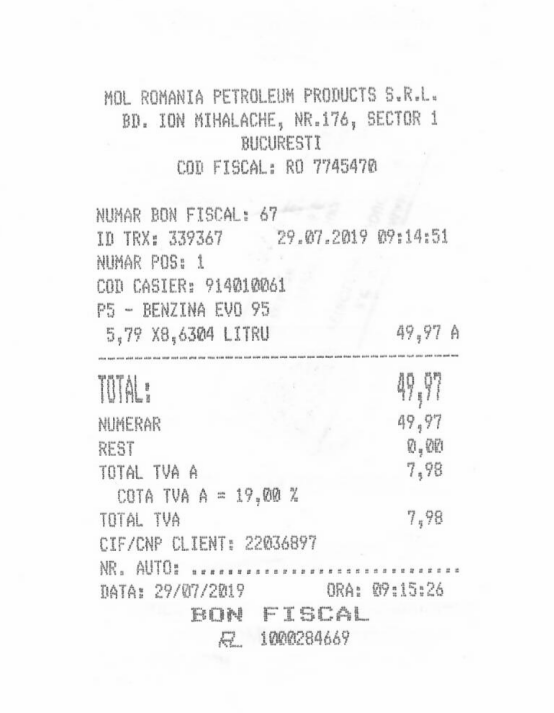 MOL ROMANIA PETROLEUM PRODUCTS S.R.L.
BD. ION MIHALACHE, NR.176, SECTOR 1
BUCURESTI
COD FISCAL: RO 7745470
NUMAR BON FISCAL: 67
ID TRX: 339367 29.07.2019 09:14:51
NUMAR POS: 1
COD CASIER: 914010061
P5 - BENZINA EVO 95
5,79 X8,6304 LITRU 49,97 A
TOTAL: 49,97
NUMERAR 49,97
REST 0,00
TOTAL TVA A 7,98
COTA TVA A = 19,00 %
TOTAL TVA 7,98
CIF/CNP CLIENT: 22036897
NR. AUTO: ..............................
DATA: 29/07/2019 ORA: 09:15:26
BON FISCAL
1000284669